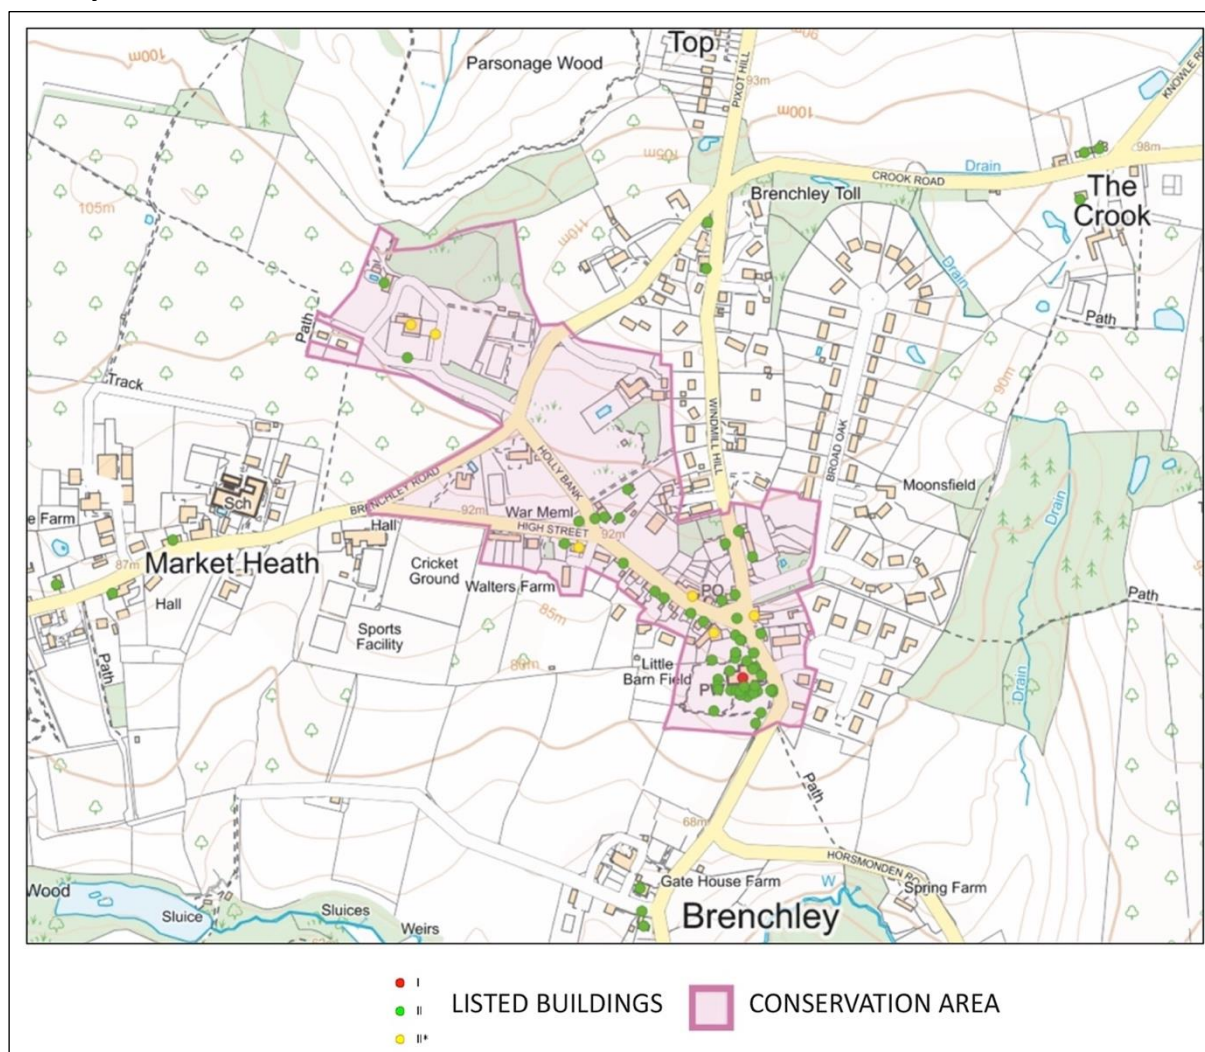 Top
Parsonage Wood
100m
90m
PIXOT HILL
93m
KNOWLE RO
100m
105m
Drain
98m
CROOK ROAD
Brenchley Toll
The
Crook
105m
110m
Drain
Path
Path
Track
90m
WINDMILL HILL
BROAD OAK
HOLLY BANK
BRENCHLEY ROAD
Sch
Moonsfield
War Meml
92m
HIGH STREET
92m
Hall
Drain
e Farm
Market Heath
87m
Cricket
Ground
Walters Farm
PO
Path
Hall
85m
Sports
Facility
Path
Little
Barn Field
Drain
Path
68m
HORSMONDEN RO
Gate House Farm
W
Spring Farm
Wood
Sluice
Sluices
Weirs
Brenchley
I
II
II*
LISTED BUILDINGS
CONSERVATION AREA